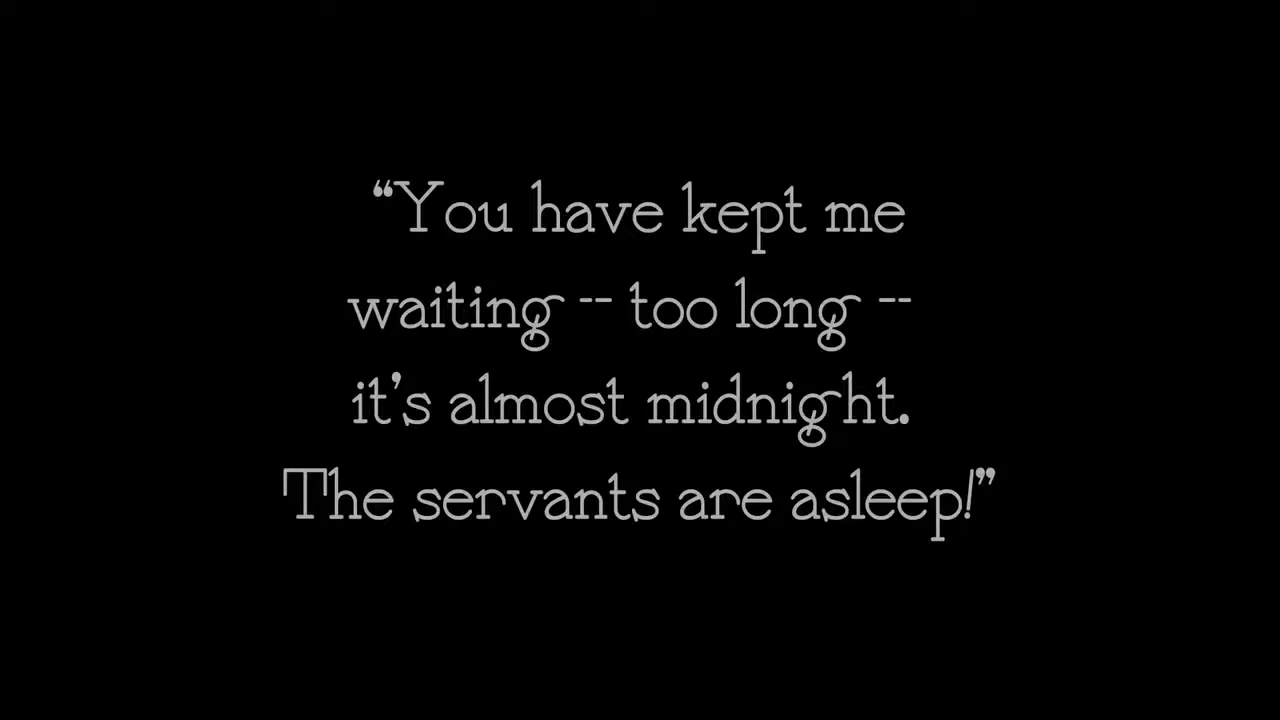 “You have kept me
waiting -- too long --
it’s almost midnight.
The servants are asleep!”